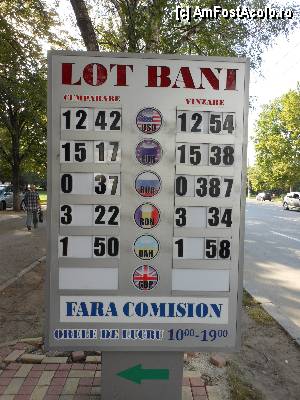 (c) AmFostAcolo.ro
LOT BANI
CUMPARARE VINZARE
12 42 USD 12 54
15 17 EUR 15 38
0 37 RUB 0 387
3 22 RON 3 34
1 50 UAH 1 58
GBP
FARA COMISION
ORELE DE LUCRU 10⁰⁰-19⁰⁰